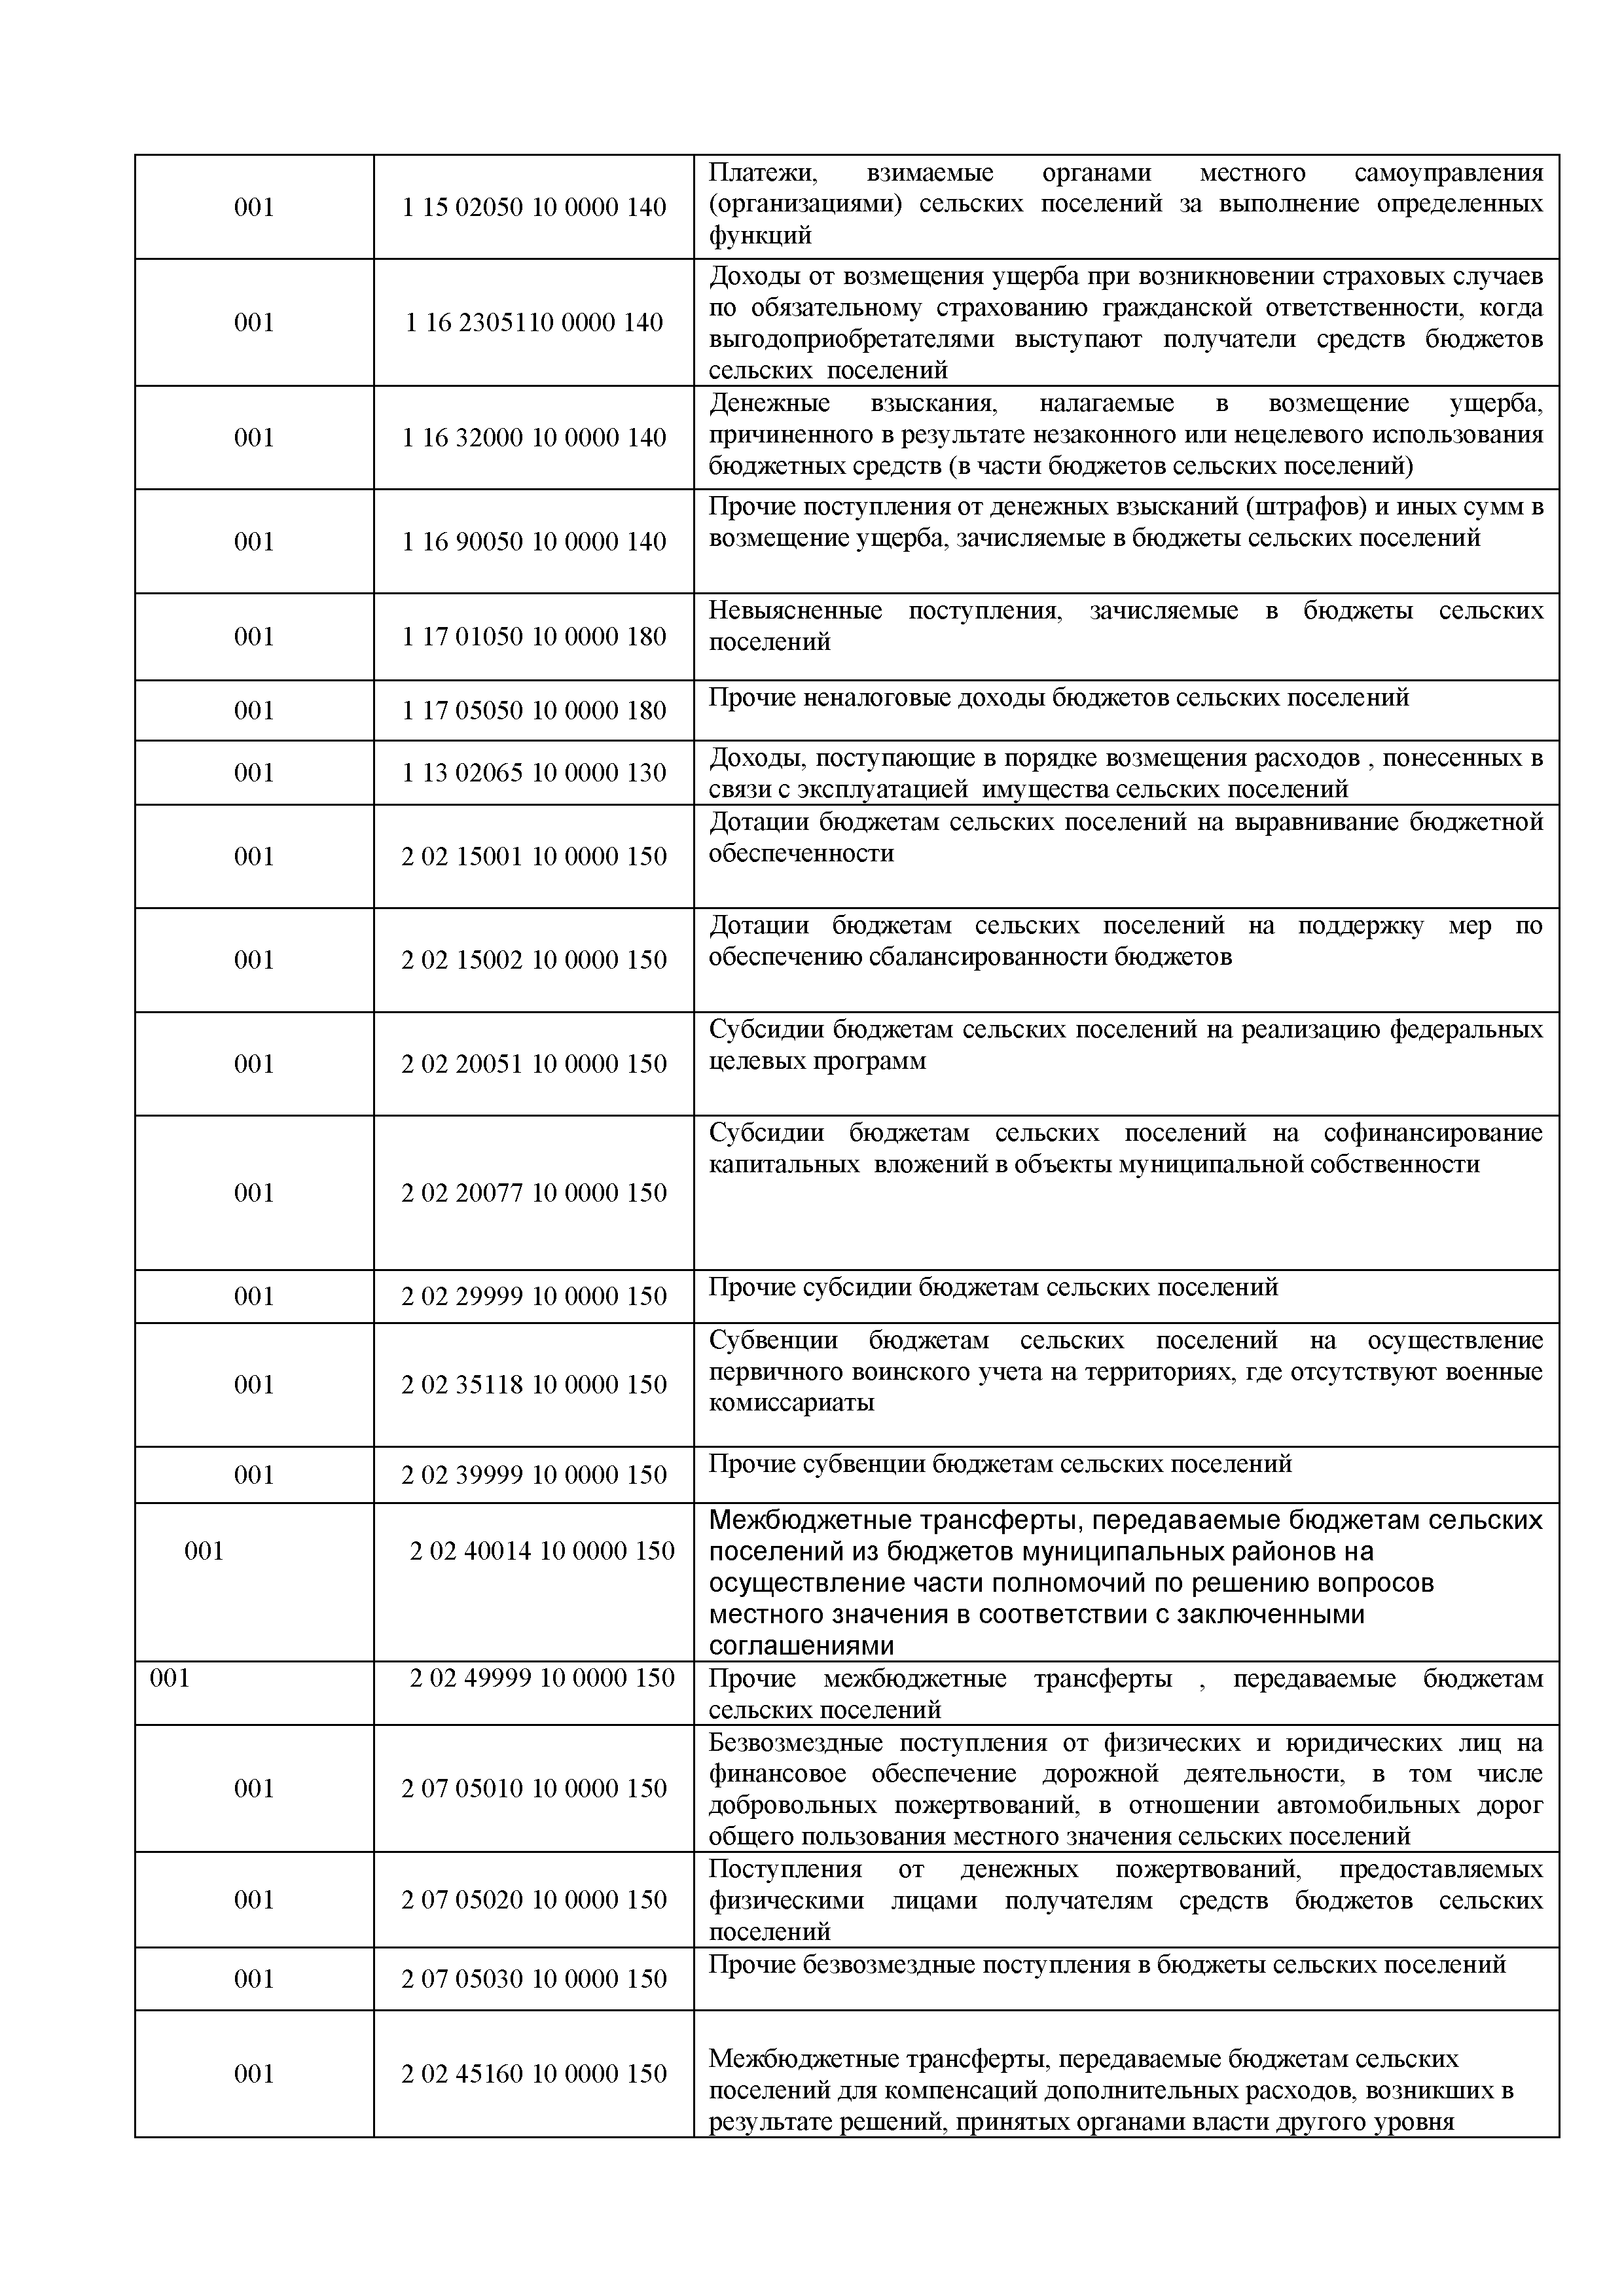 001 1 15 02050 10 0000 140 Платежи, взимаемые органами местного самоуправления
(организациями) сельских поселений за выполнение определенных
функций
001 1 16 2305110 0000 140 Доходы от возмещения ущерба при возникновении страховых случаев
по обязательному страхованию гражданской ответственности, когда
выгодоприобретателями выступают получатели средств бюджетов
сельских поселений
001 1 16 32000 10 0000 140 Денежные взыскания, налагаемые в возмещение ущерба,
причиненного в результате незаконного или нецелевого использования
бюджетных средств (в части бюджетов сельских поселений)
001 1 16 90050 10 0000 140 Прочие поступления от денежных взысканий (штрафов) и иных сумм в
возмещение ущерба, зачисляемые в бюджеты сельских поселений
001 1 17 01050 10 0000 180 Невыясненные поступления, зачисляемые в бюджеты сельских
поселений
001 1 17 05050 10 0000 180 Прочие неналоговые доходы бюджетов сельских поселений
001 1 13 02065 10 0000 130 Доходы, поступающие в порядке возмещения расходов , понесенных в
связи с эксплуатацией имущества сельских поселений
001 2 02 15001 10 0000 150 Дотации бюджетам сельских поселений на выравнивание бюджетной
обеспеченности
001 2 02 15002 10 0000 150 Дотации бюджетам сельских поселений на поддержку мер по
обеспечению сбалансированности бюджетов
001 2 02 20051 10 0000 150 Субсидии бюджетам сельских поселений на реализацию федеральных
целевых программ
001 2 02 20077 10 0000 150 Субсидии бюджетам сельских поселений на софинансирование
капитальных вложений в объекты муниципальной собственности
001 2 02 29999 10 0000 150 Прочие субсидии бюджетам сельских поселений
001 2 02 35118 10 0000 150 Субвенции бюджетам сельских поселений на осуществление
первичного воинского учета на территориях, где отсутствуют военные
комиссариаты
001 2 02 39999 10 0000 150 Прочие субвенции бюджетам сельских поселений
001 2 02 40014 10 0000 150 Межбюджетные трансферты, передаваемые бюджетам сельских
поселений из бюджетов муниципальных районов на
осуществление части полномочий по решению вопросов
местного значения в соответствии с заключенными
соглашениями
001 2 02 49999 10 0000 150 Прочие межбюджетные трансферты , передаваемые бюджетам
сельских поселений
001 2 07 05010 10 0000 150 Безвозмездные поступления от физических и юридических лиц на
финансовое обеспечение дорожной деятельности, в том числе
добровольных пожертвований, в отношении автомобильных дорог
общего пользования местного значения сельских поселений
001 2 07 05020 10 0000 150 Поступления от денежных пожертвований, предоставляемых
физическими лицами получателям средств бюджетов сельских
поселений
001 2 07 05030 10 0000 150 Прочие безвозмездные поступления в бюджеты сельских поселений
001 2 02 45160 10 0000 150 Межбюджетные трансферты, передаваемые бюджетам сельских
поселений для компенсаций дополнительных расходов, возникших в
результате решений, принятых органами власти другого уровня